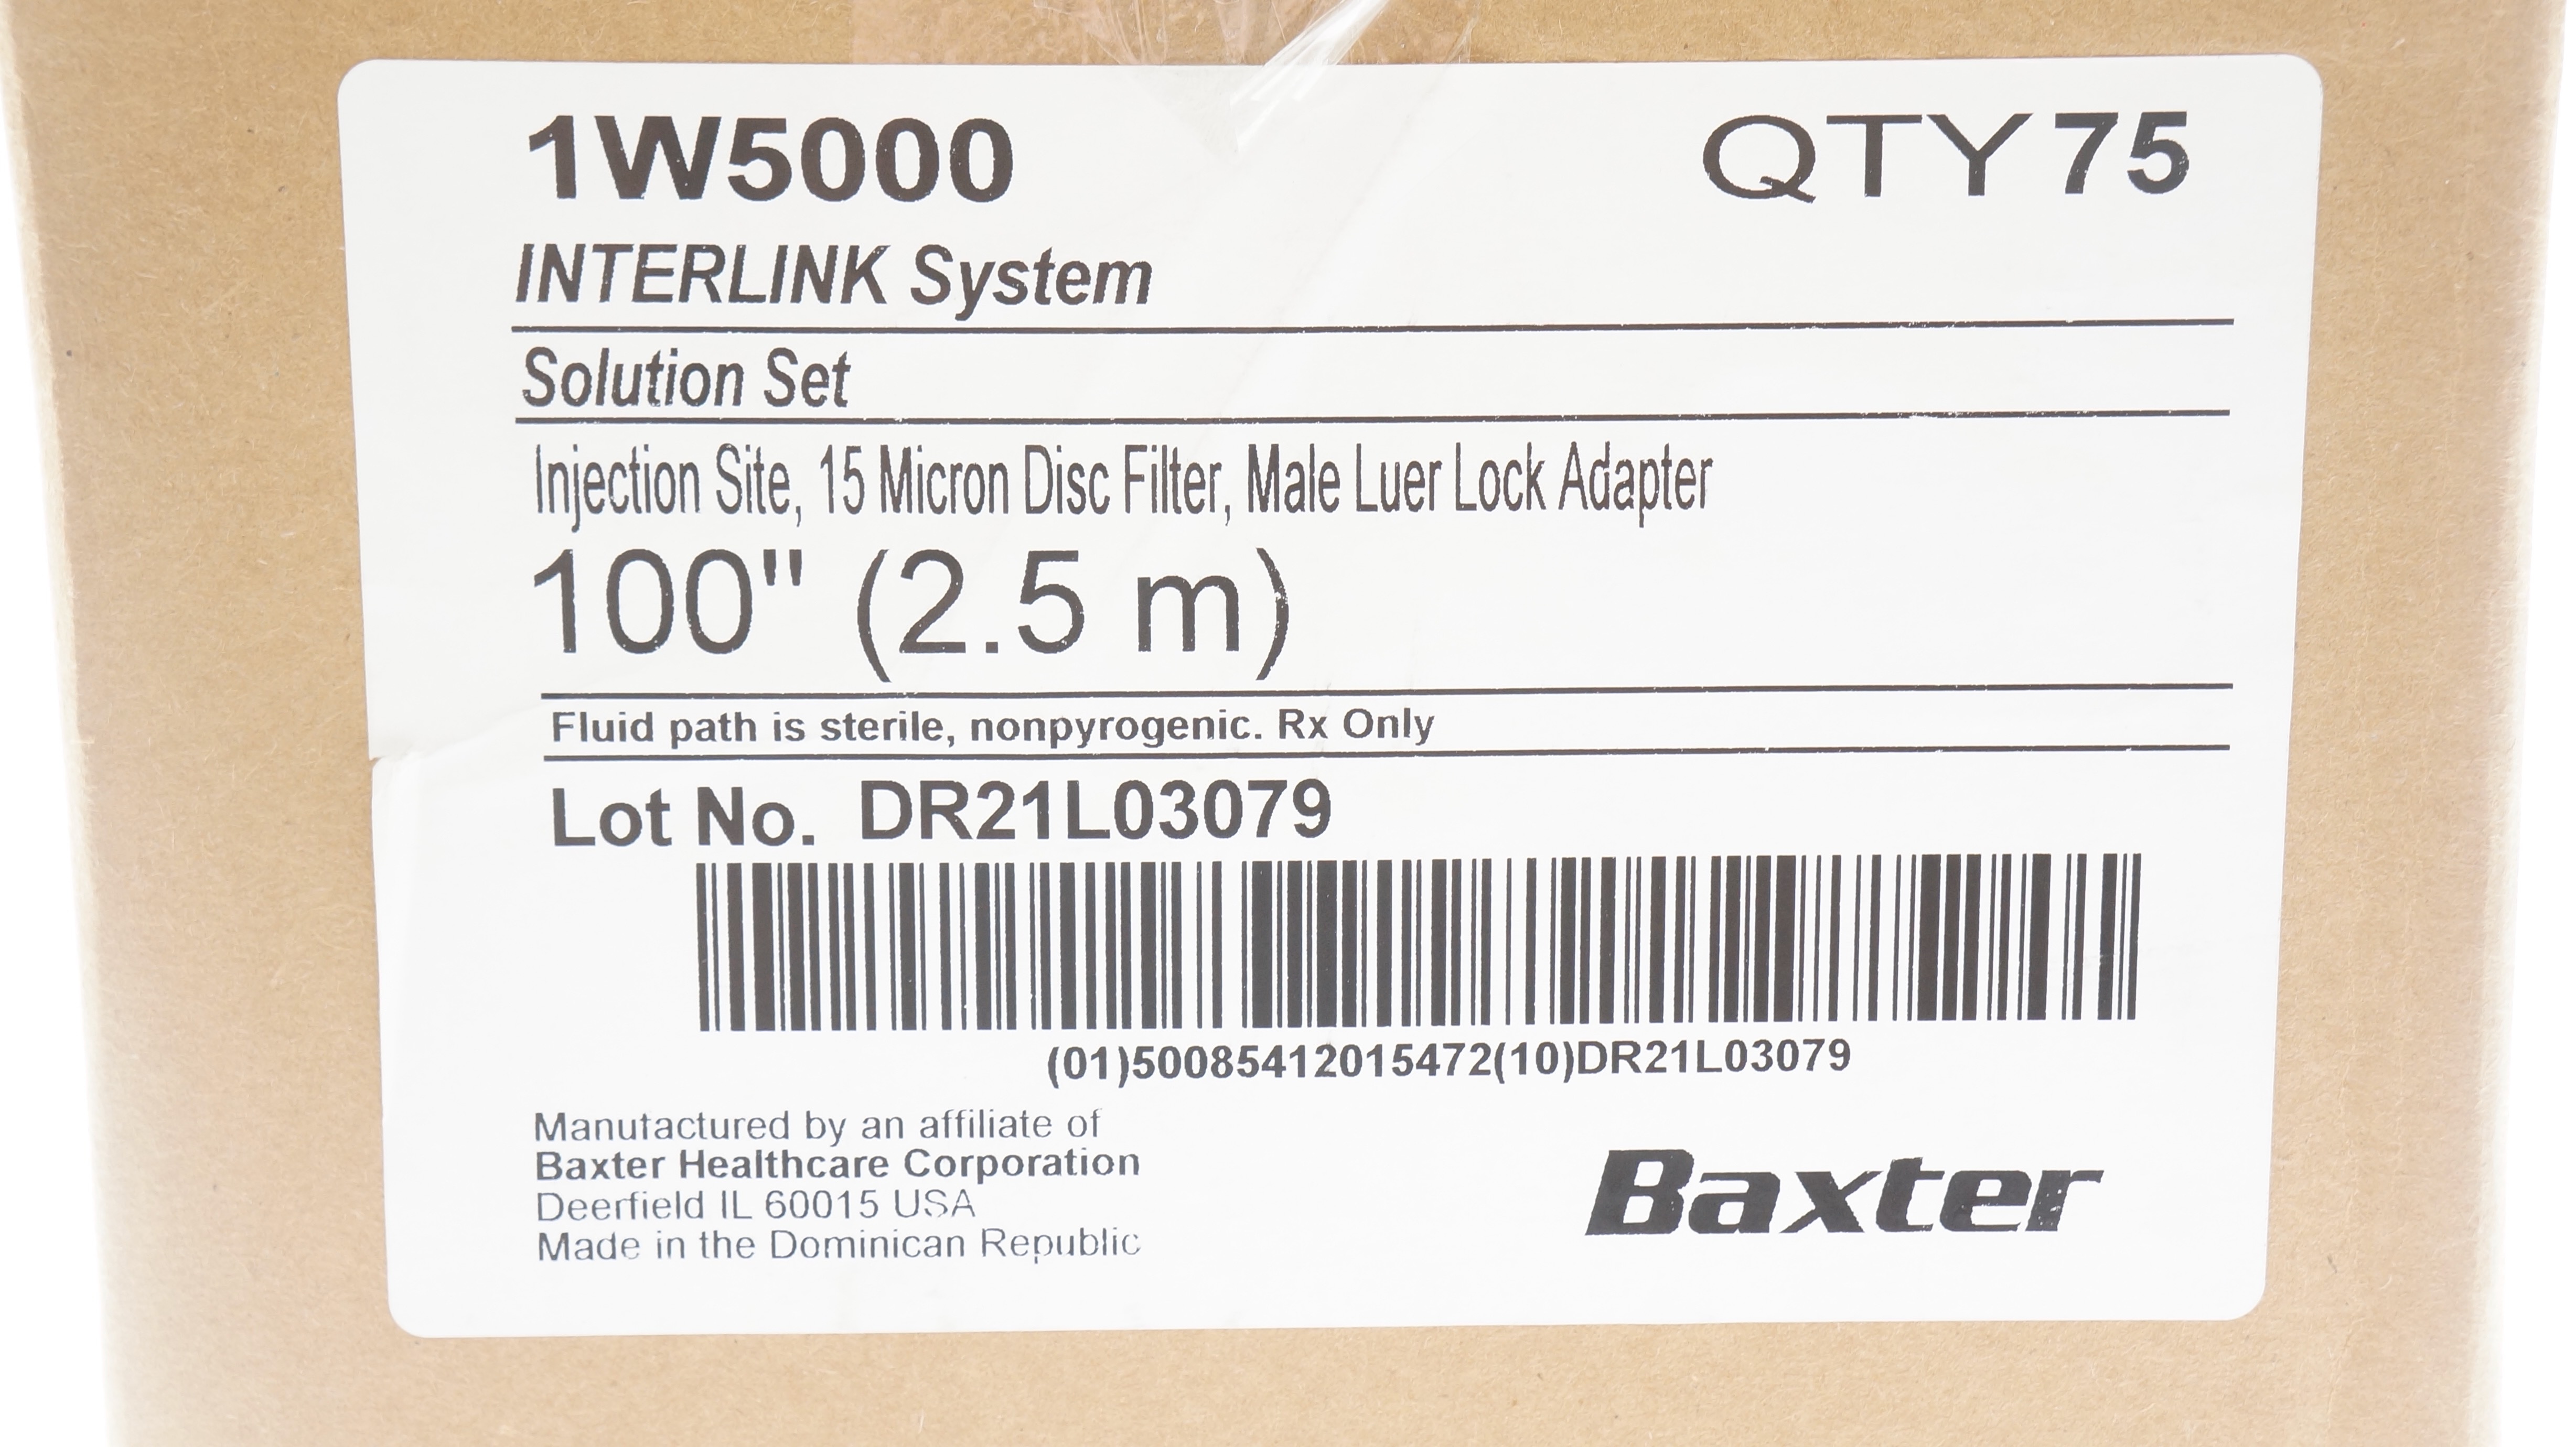 1W5000 QTY 75
INTERLINK System
Solution Set
Injection Site, 15 Micron Disc Filter, Male Luer Lock Adapter
100" (2.5 m)
Fluid path is sterile, nonpyrogenic. Rx Only
Lot No. DR21L03079
(01)50085412015472(10)DR21L03079
Manufactured by an affiliate of
Baxter Healthcare Corporation
Deerfield IL 60015 USA
Made in the Dominican Republic
Baxter